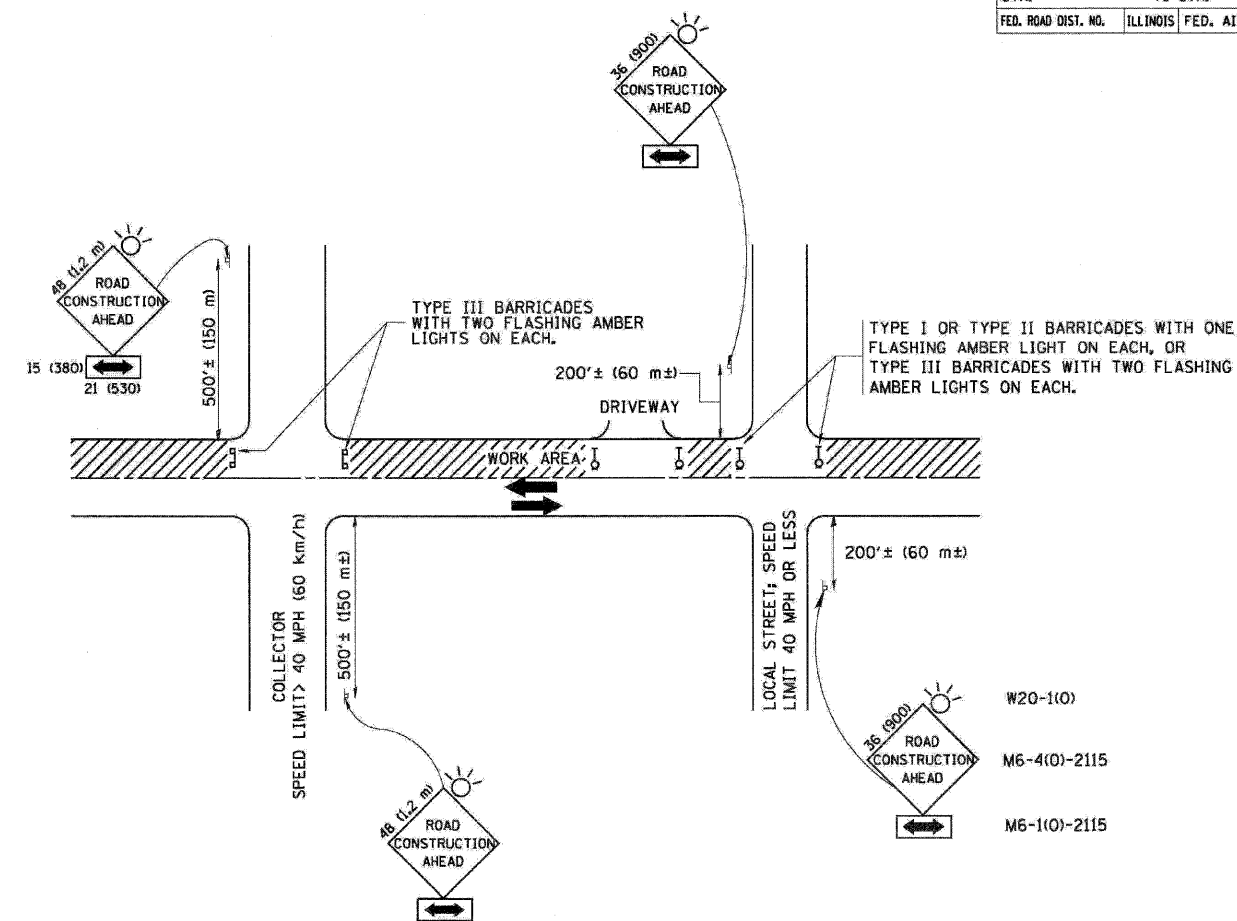 FED. ROAD DIST. NO. ILLINOIS FED. AI
36 (900)
ROAD
CONSTRUCTION
AHEAD
48 (1.2 m)
ROAD
CONSTRUCTION
AHEAD
15 (380)
21 (530)
500'± (150 m)
TYPE III BARRICADES
WITH TWO FLASHING AMBER
LIGHTS ON EACH.
200'± (60 m±)
DRIVEWAY
TYPE I OR TYPE II BARRICADES WITH ONE
FLASHING AMBER LIGHT ON EACH, OR
TYPE III BARRICADES WITH TWO FLASHING
AMBER LIGHTS ON EACH.
WORK AREA
COLLECTOR
SPEED LIMIT> 40 MPH (60 km/h)
500'± (150 m±)
LOCAL STREET; SPEED
LIMIT 40 MPH OR LESS
200'± (60 m±)
48 (1.2 m)
ROAD
CONSTRUCTION
AHEAD
36 (900)
ROAD
CONSTRUCTION
AHEAD
W20-1(O)
M6-4(O)-2115
M6-1(O)-2115